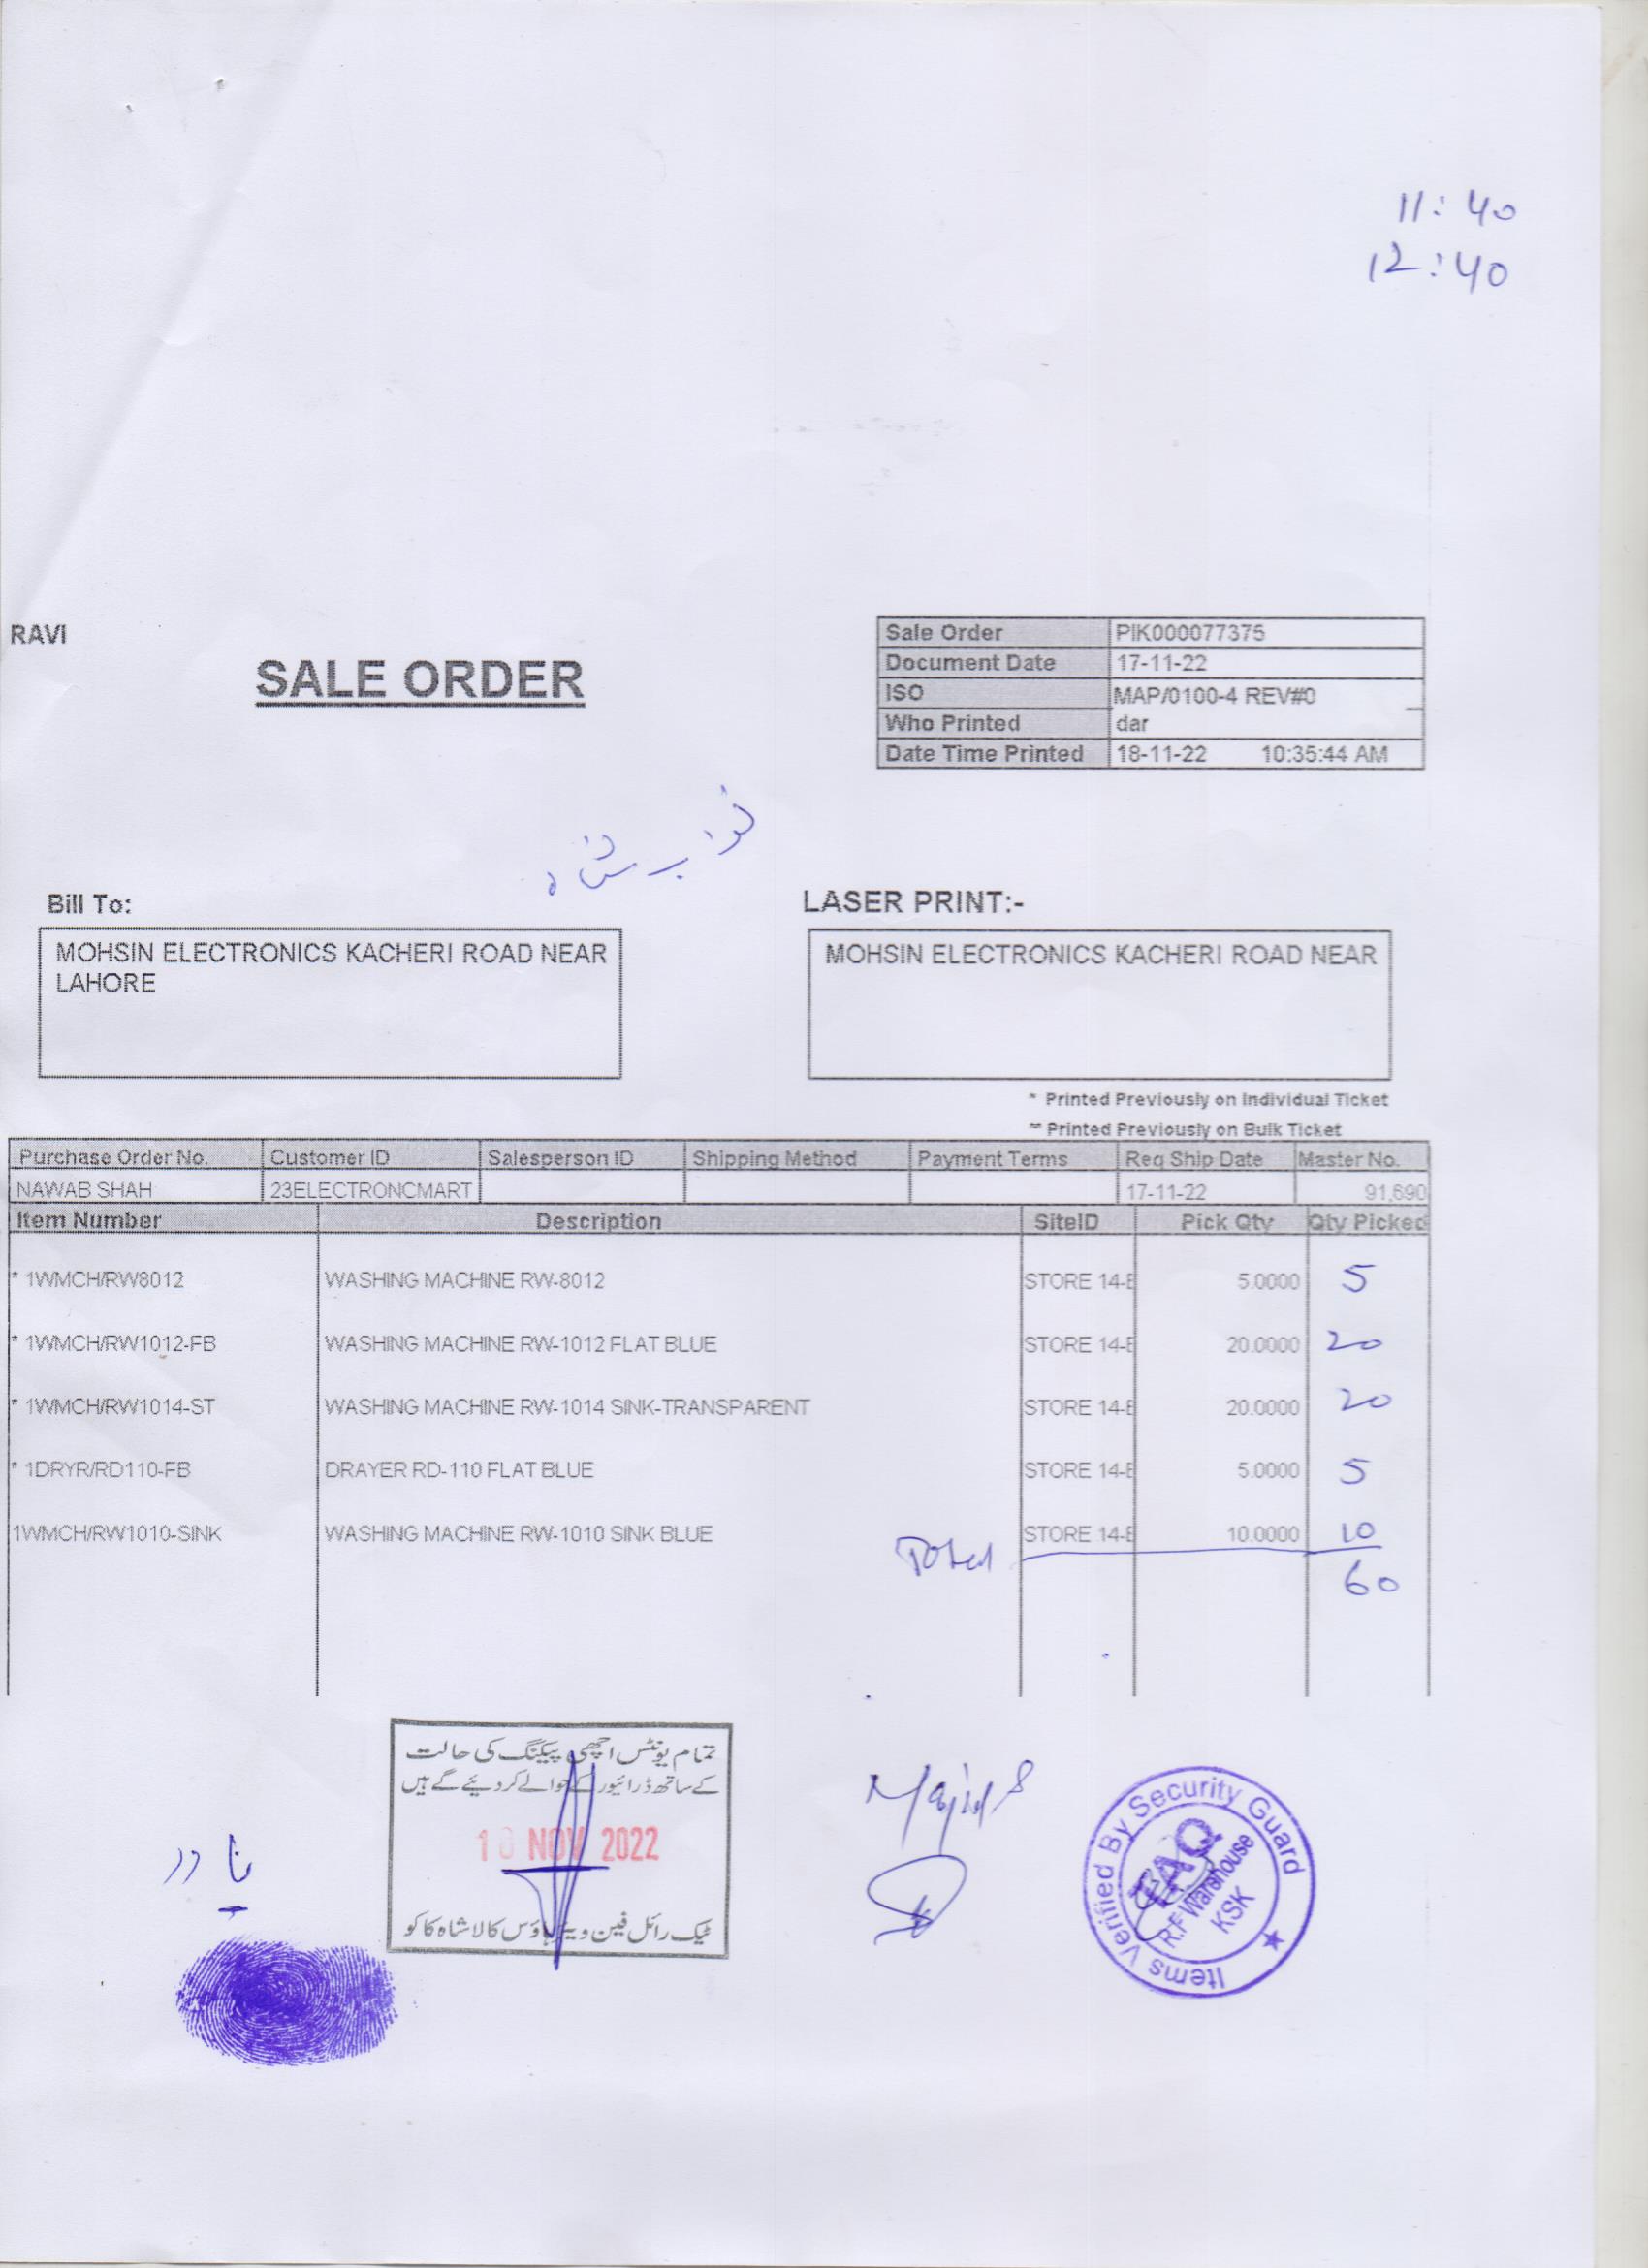 11:40
12:40
RAVI
SALE ORDER
Sale Order PIK000077375
Document Date 17-11-22
ISO MAP/0100-4 REV#0
Who Printed dar
Date Time Printed 18-11-22 10:35:44 AM
نواب شاہ
Bill To:
MOHSIN ELECTRONICS KACHERI ROAD NEAR
LAHORE
LASER PRINT:-
MOHSIN ELECTRONICS KACHERI ROAD NEAR
* Printed Previously on Individual Ticket
** Printed Previously on Bulk Ticket
Purchase Order No. Customer ID Salesperson ID Shipping Method Payment Terms Req Ship Date Master No.
NAWAB SHAH 23ELECTRONCMART 17-11-22 91,690
Item Number Description SiteID Pick Qty Qty Picked
* 1WMCH/RW8012 WASHING MACHINE RW-8012 STORE 14-E 5.0000 5
* 1WMCH/RW1012-FB WASHING MACHINE RW-1012 FLAT BLUE STORE 14-E 20.0000 20
* 1WMCH/RW1014-ST WASHING MACHINE RW-1014 SINK-TRANSPARENT STORE 14-E 20.0000 20
* 1DRYR/RD110-FB DRAYER RD-110 FLAT BLUE STORE 14-E 5.0000 5
1WMCH/RW1010-SINK WASHING MACHINE RW-1010 SINK BLUE STORE 14-E 10.0000 10
Total 60
تمام یونٹس اچھی پیکنگ کی حالت
کے ساتھ ڈرائیور کے حوالے کر دئیے گے ہیں
NOV 2022
ٹیک رائل فین ویئر ہاؤس کالا شاہ کاکو
Majid
Items Verified By Security Guard
TAQ
R.F Warehouse
KSK